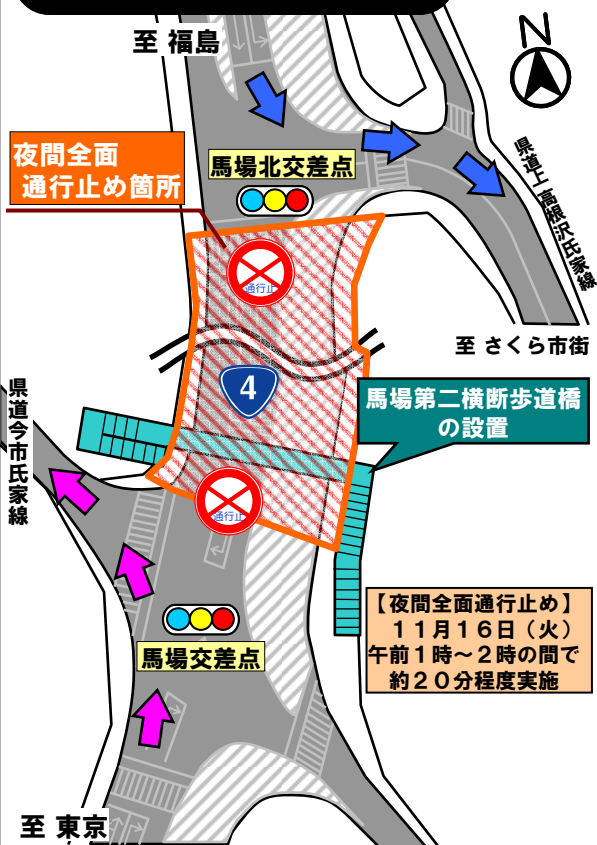 至 福島
N
夜間全面
通行止め箇所
馬場北交差点
県道上高根沢氏家線
通行止
至 さくら市街
4
県道今市氏家線
馬場第二横断歩道橋
の設置
通行止
【夜間全面通行止め】
11月16日(火)
午前1時~2時の間で
約20分程度実施
馬場交差点
至 東京